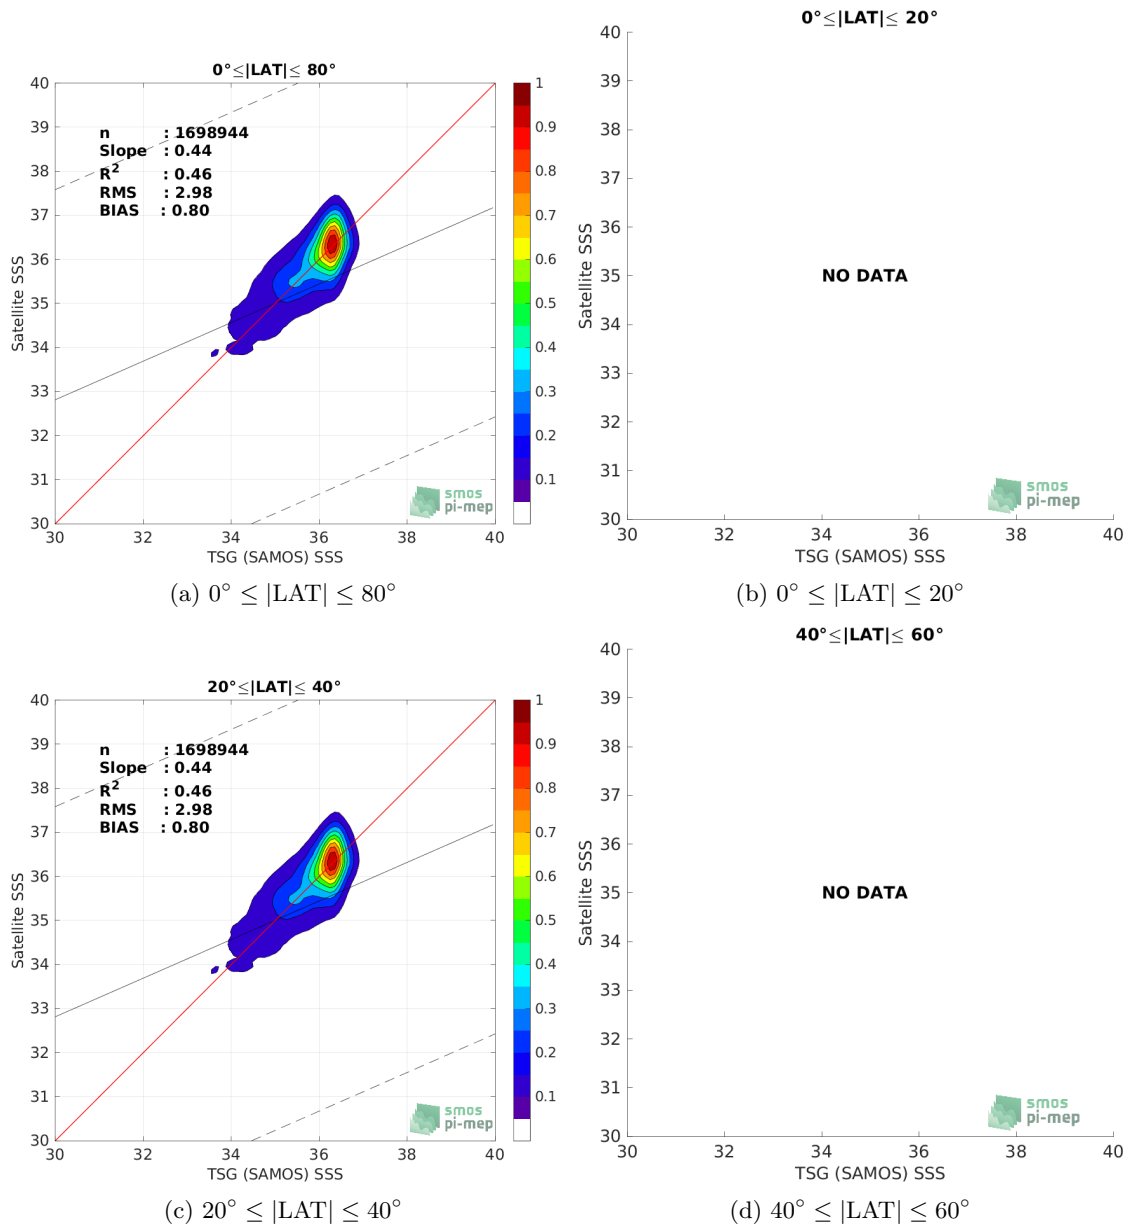 0°≤|LAT|≤ 80°
40
39
38
37
36
35
34
33
32
31
30
n : 1698944
Slope : 0.44
R² : 0.46
RMS : 2.98
BIAS : 0.80
Satellite SSS
30 32 34 36 38 40
TSG (SAMOS) SSS
1
0.9
0.8
0.7
0.6
0.5
0.4
0.3
0.2
0.1
smos
pi-mep
(a) 0° ≤ |LAT| ≤ 80°
0°≤|LAT|≤ 20°
40
39
38
37
36
35
34
33
32
31
30
Satellite SSS
NO DATA
30 32 34 36 38 40
TSG (SAMOS) SSS
smos
pi-mep
(b) 0° ≤ |LAT| ≤ 20°
20°≤|LAT|≤ 40°
40
39
38
37
36
35
34
33
32
31
30
n : 1698944
Slope : 0.44
R² : 0.46
RMS : 2.98
BIAS : 0.80
Satellite SSS
30 32 34 36 38 40
TSG (SAMOS) SSS
1
0.9
0.8
0.7
0.6
0.5
0.4
0.3
0.2
0.1
smos
pi-mep
(c) 20° ≤ |LAT| ≤ 40°
40°≤|LAT|≤ 60°
40
39
38
37
36
35
34
33
32
31
30
Satellite SSS
NO DATA
30 32 34 36 38 40
TSG (SAMOS) SSS
smos
pi-mep
(d) 40° ≤ |LAT| ≤ 60°